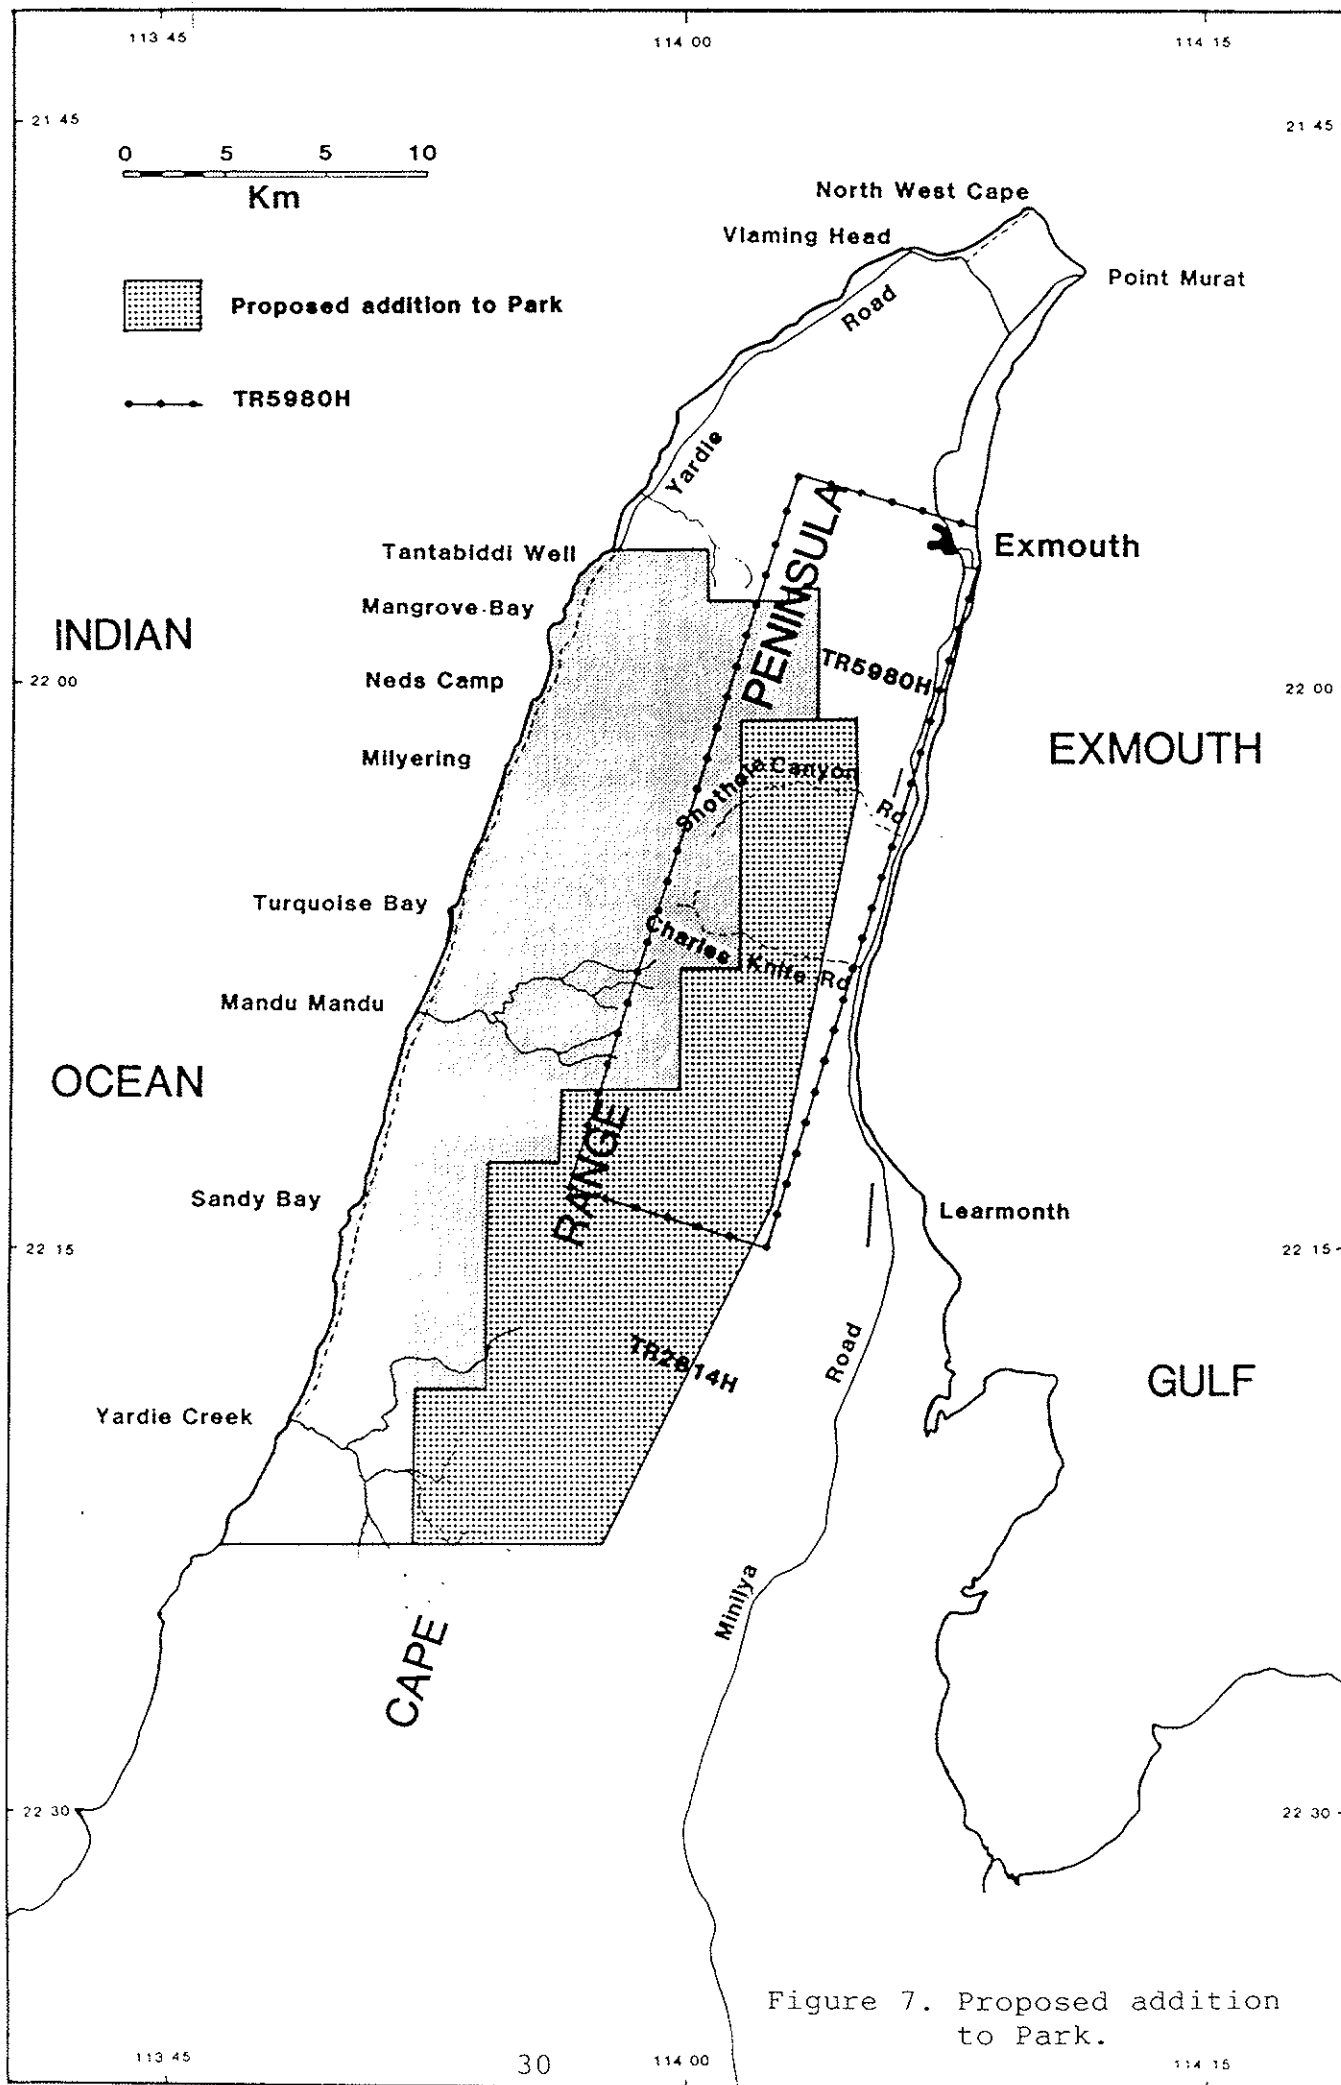 113 45
114 00
114 15
21 45
21 45
0 5 5 10
Km
North West Cape
Vlaming Head
Point Murat
Proposed addition to Park
Road
TR5980H
Yardie
Tantabiddi Well
Exmouth
Mangrove Bay
INDIAN
PENINSULA
TR5980H
Neds Camp
22 00
22 00
EXMOUTH
Milyering
Shothole Canyon Rd
Turquoise Bay
Charles Knife Rd
Mandu Mandu
OCEAN
RANGE
Sandy Bay
Learmonth
22 15
22 15
TR2814H
Road
GULF
Yardie Creek
Minilya
CAPE
22 30
22 30
Figure 7. Proposed addition
to Park.
113 45
30
114 00
114 15